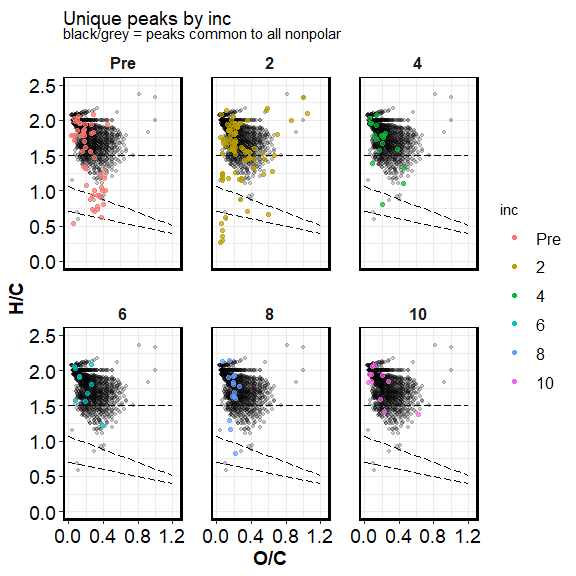 Unique peaks by inc
black/grey = peaks common to all nonpolar
Pre 2 4
2.5
2.0
1.5
1.0
0.5
0.0
6 8 10
2.5
2.0
1.5
1.0
0.5
0.0
0.0 0.4 0.8 1.2 0.0 0.4 0.8 1.2 0.0 0.4 0.8 1.2
H/C
O/C
inc
Pre
2
4
6
8
10